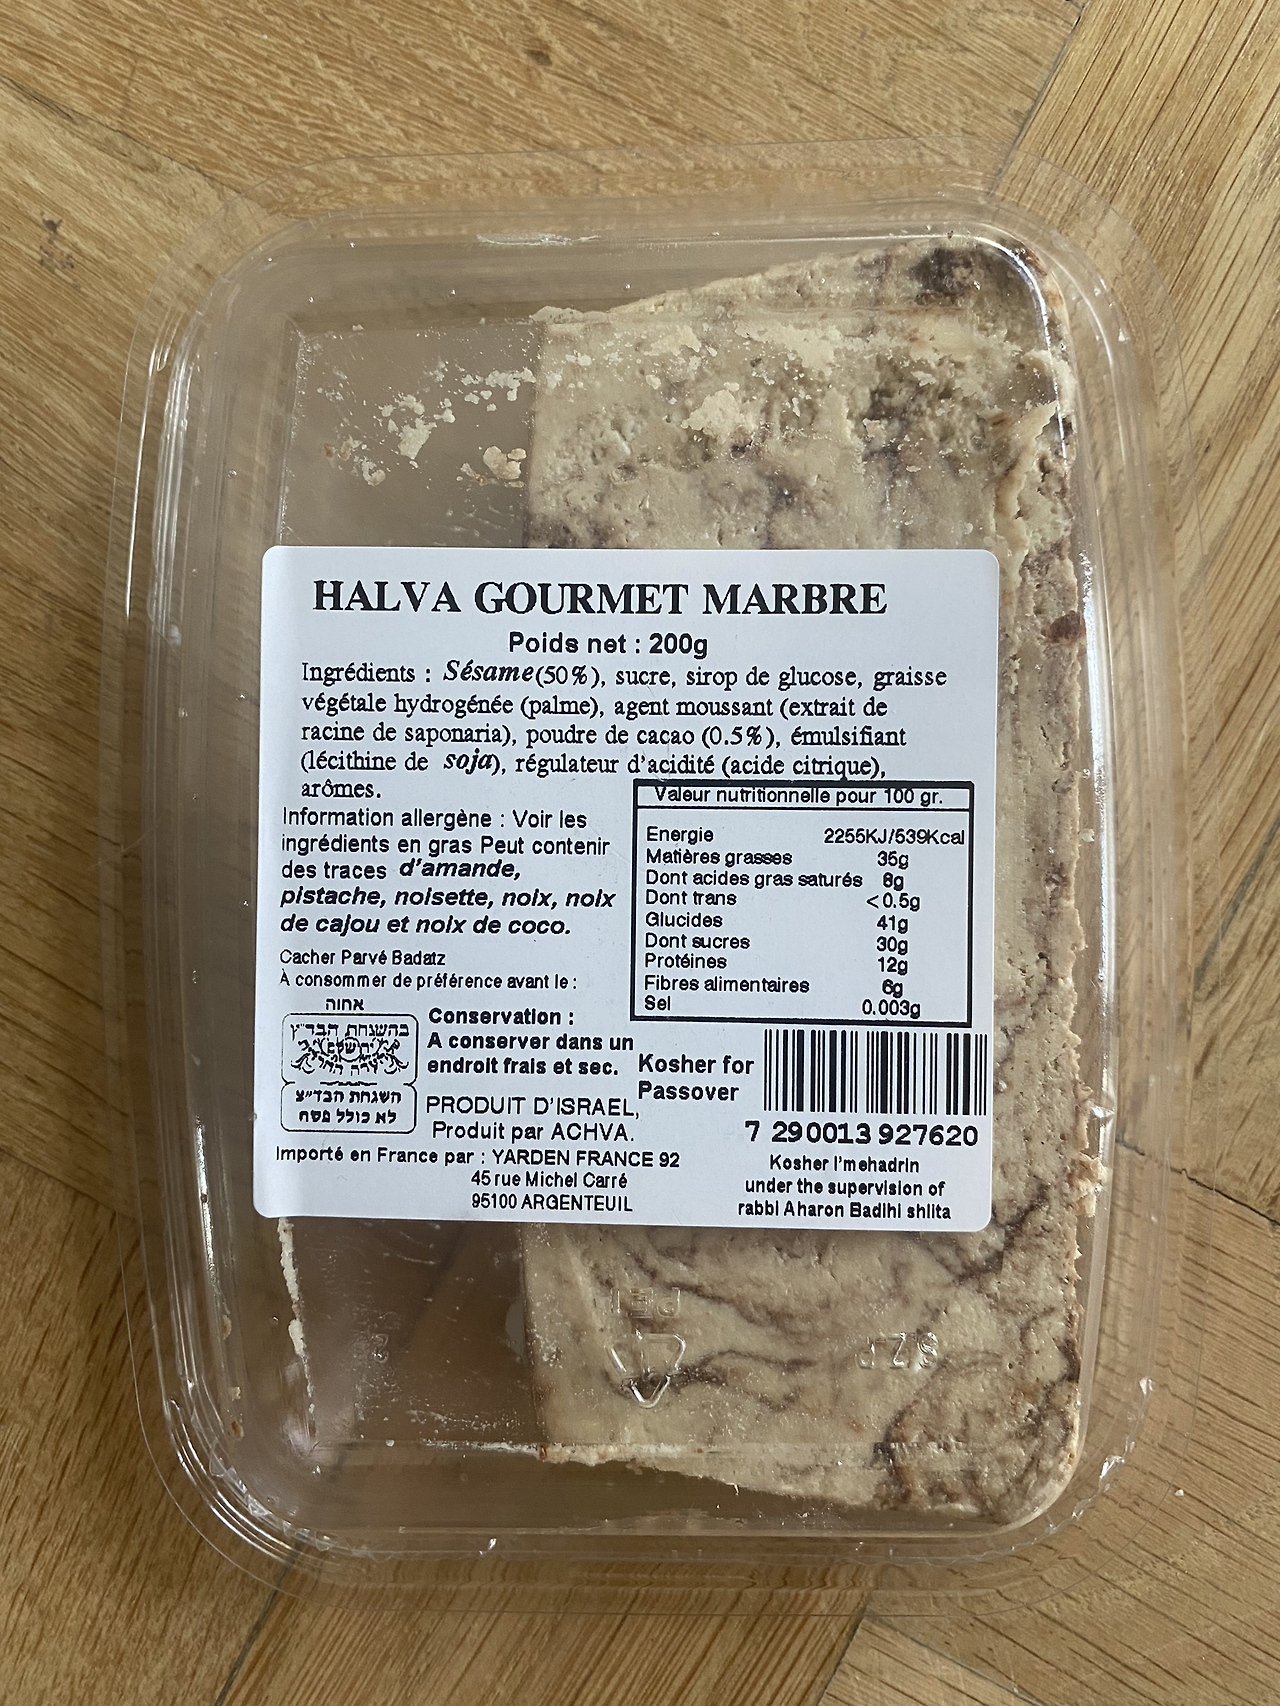 HALVA GOURMET MARBRE
Poids net : 200g
Ingrédients : Sésame(50%), sucre, sirop de glucose, graisse
végétale hydrogénée (palme), agent moussant (extrait de
racine de saponaria), poudre de cacao (0.5%), émulsifiant
(lécithine de soja), régulateur d'acidité (acide citrique),
arômes.
Information allergène : Voir les
ingrédients en gras Peut contenir
des traces d'amande,
pistache, noisette, noix, noix
de cajou et noix de coco.
Cacher Parvé Badatz
À consommer de préférence avant le :
Valeur nutritionnelle pour 100 gr.
Energie 2255KJ/539Kcal
Matières grasses 35g
Dont acides gras saturés 8g
Dont trans <0.5g
Glucides 41g
Dont sucres 30g
Protéines 12g
Fibres alimentaires 6g
Sel 0.003g
אחוה
בהשגחת הבד"ץ
השגחת הבד"צ
לא כולל פסח
Conservation :
A conserver dans un
endroit frais et sec.
Kosher for
Passover
PRODUIT D'ISRAEL,
Produit par ACHVA.
Importé en France par : YARDEN FRANCE 92
45 rue Michel Carré
95100 ARGENTEUIL
7 290013 927620
Kosher l'mehadrin
under the supervision of
rabbi Aharon Badihi shlita